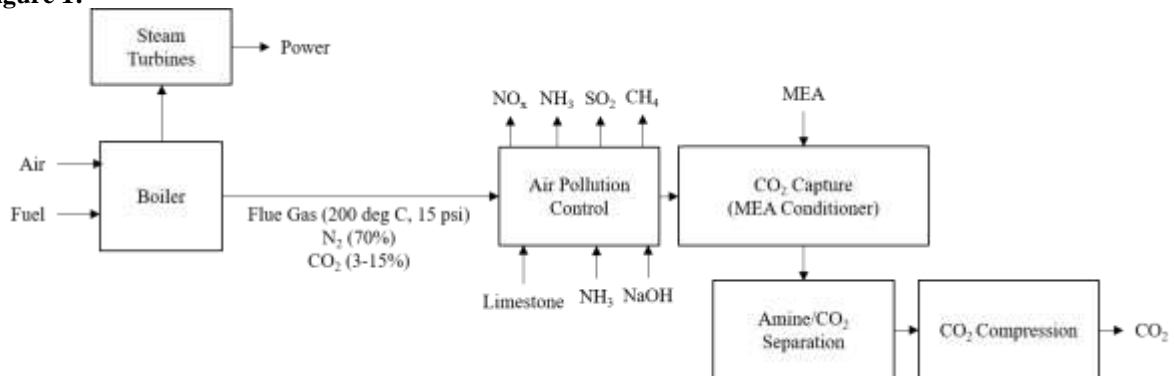 Steam
Turbines
Power
NOₓ NH₃ SO₂ CH₄
MEA
Air
Fuel
Boiler
Air Pollution
Control
CO₂ Capture
(MEA Conditioner)
Flue Gas (200 deg C, 15 psi)
N₂ (70%)
CO₂ (3-15%)
Limestone NH₃ NaOH
Amine/CO₂
Separation
CO₂ Compression
CO₂